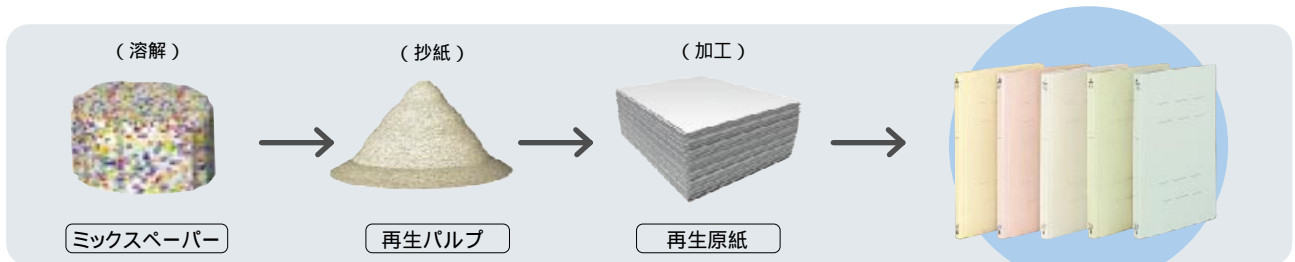 （溶解）
（抄紙）
（加工）
ミックスペーパー
再生パルプ
再生原紙